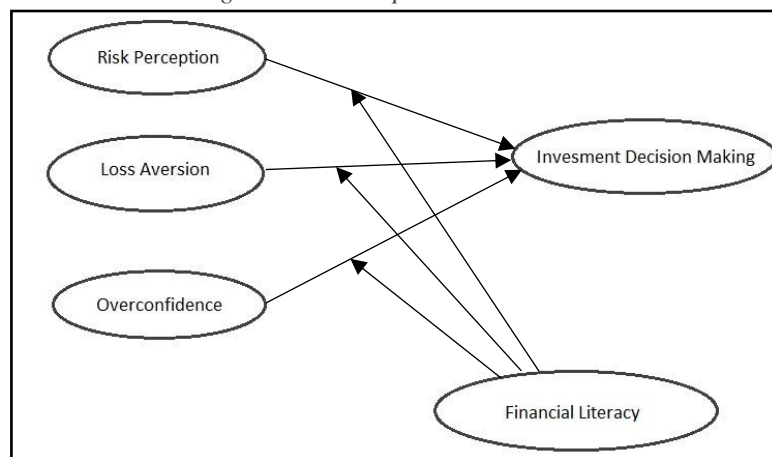 Risk Perception
Invesment Decision Making
Loss Aversion
Overconfidence
Financial Literacy